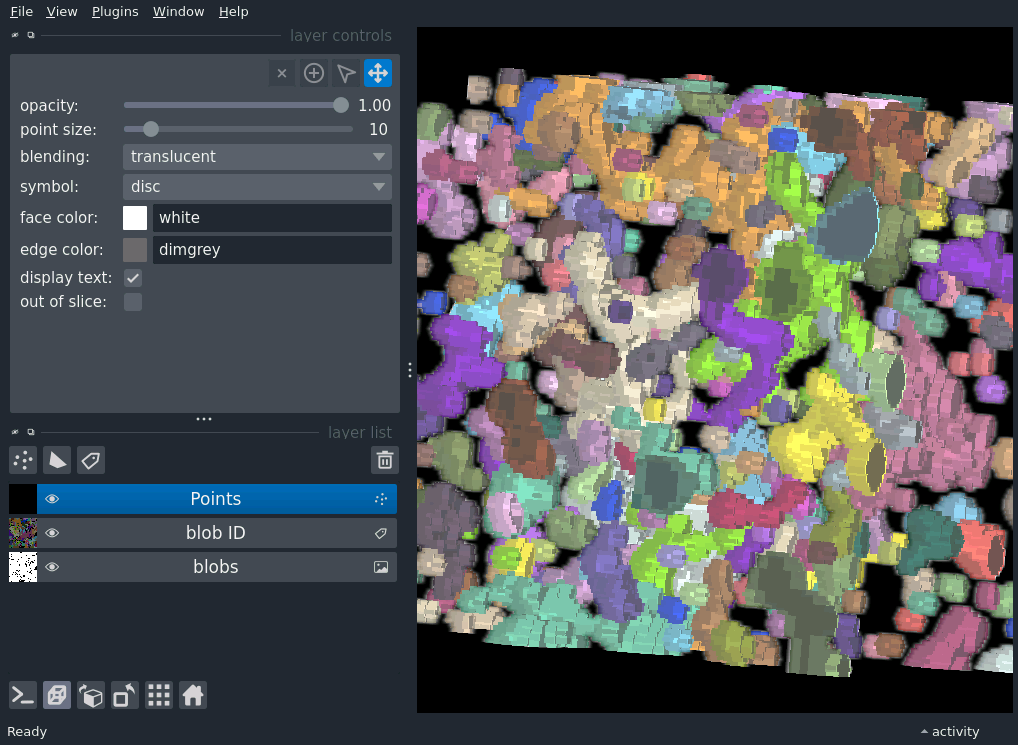 File View Plugins Window Help
layer controls
opacity: 1.00
point size: 10
blending: translucent
symbol: disc
face color: white
edge color: dimgrey
display text:
out of slice:
layer list
Points
blob ID
blobs
Ready activity